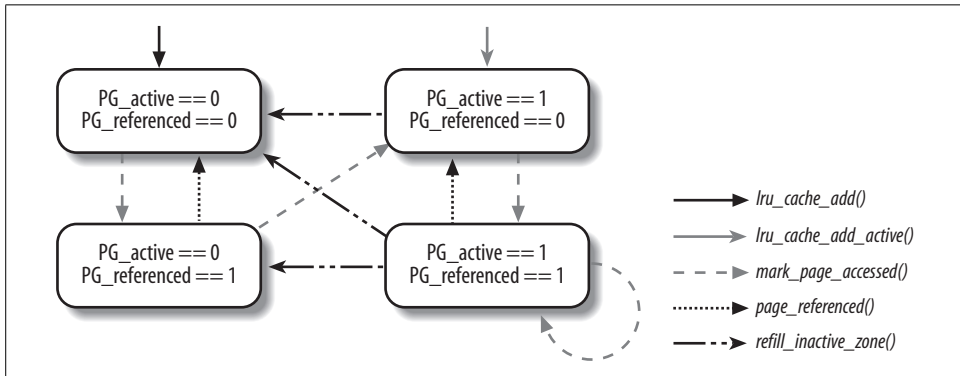 PG_active == 0
PG_referenced == 0
PG_active == 1
PG_referenced == 0
PG_active == 0
PG_referenced == 1
PG_active == 1
PG_referenced == 1
lru_cache_add()
lru_cache_add_active()
mark_page_accessed()
page_referenced()
refill_inactive_zone()